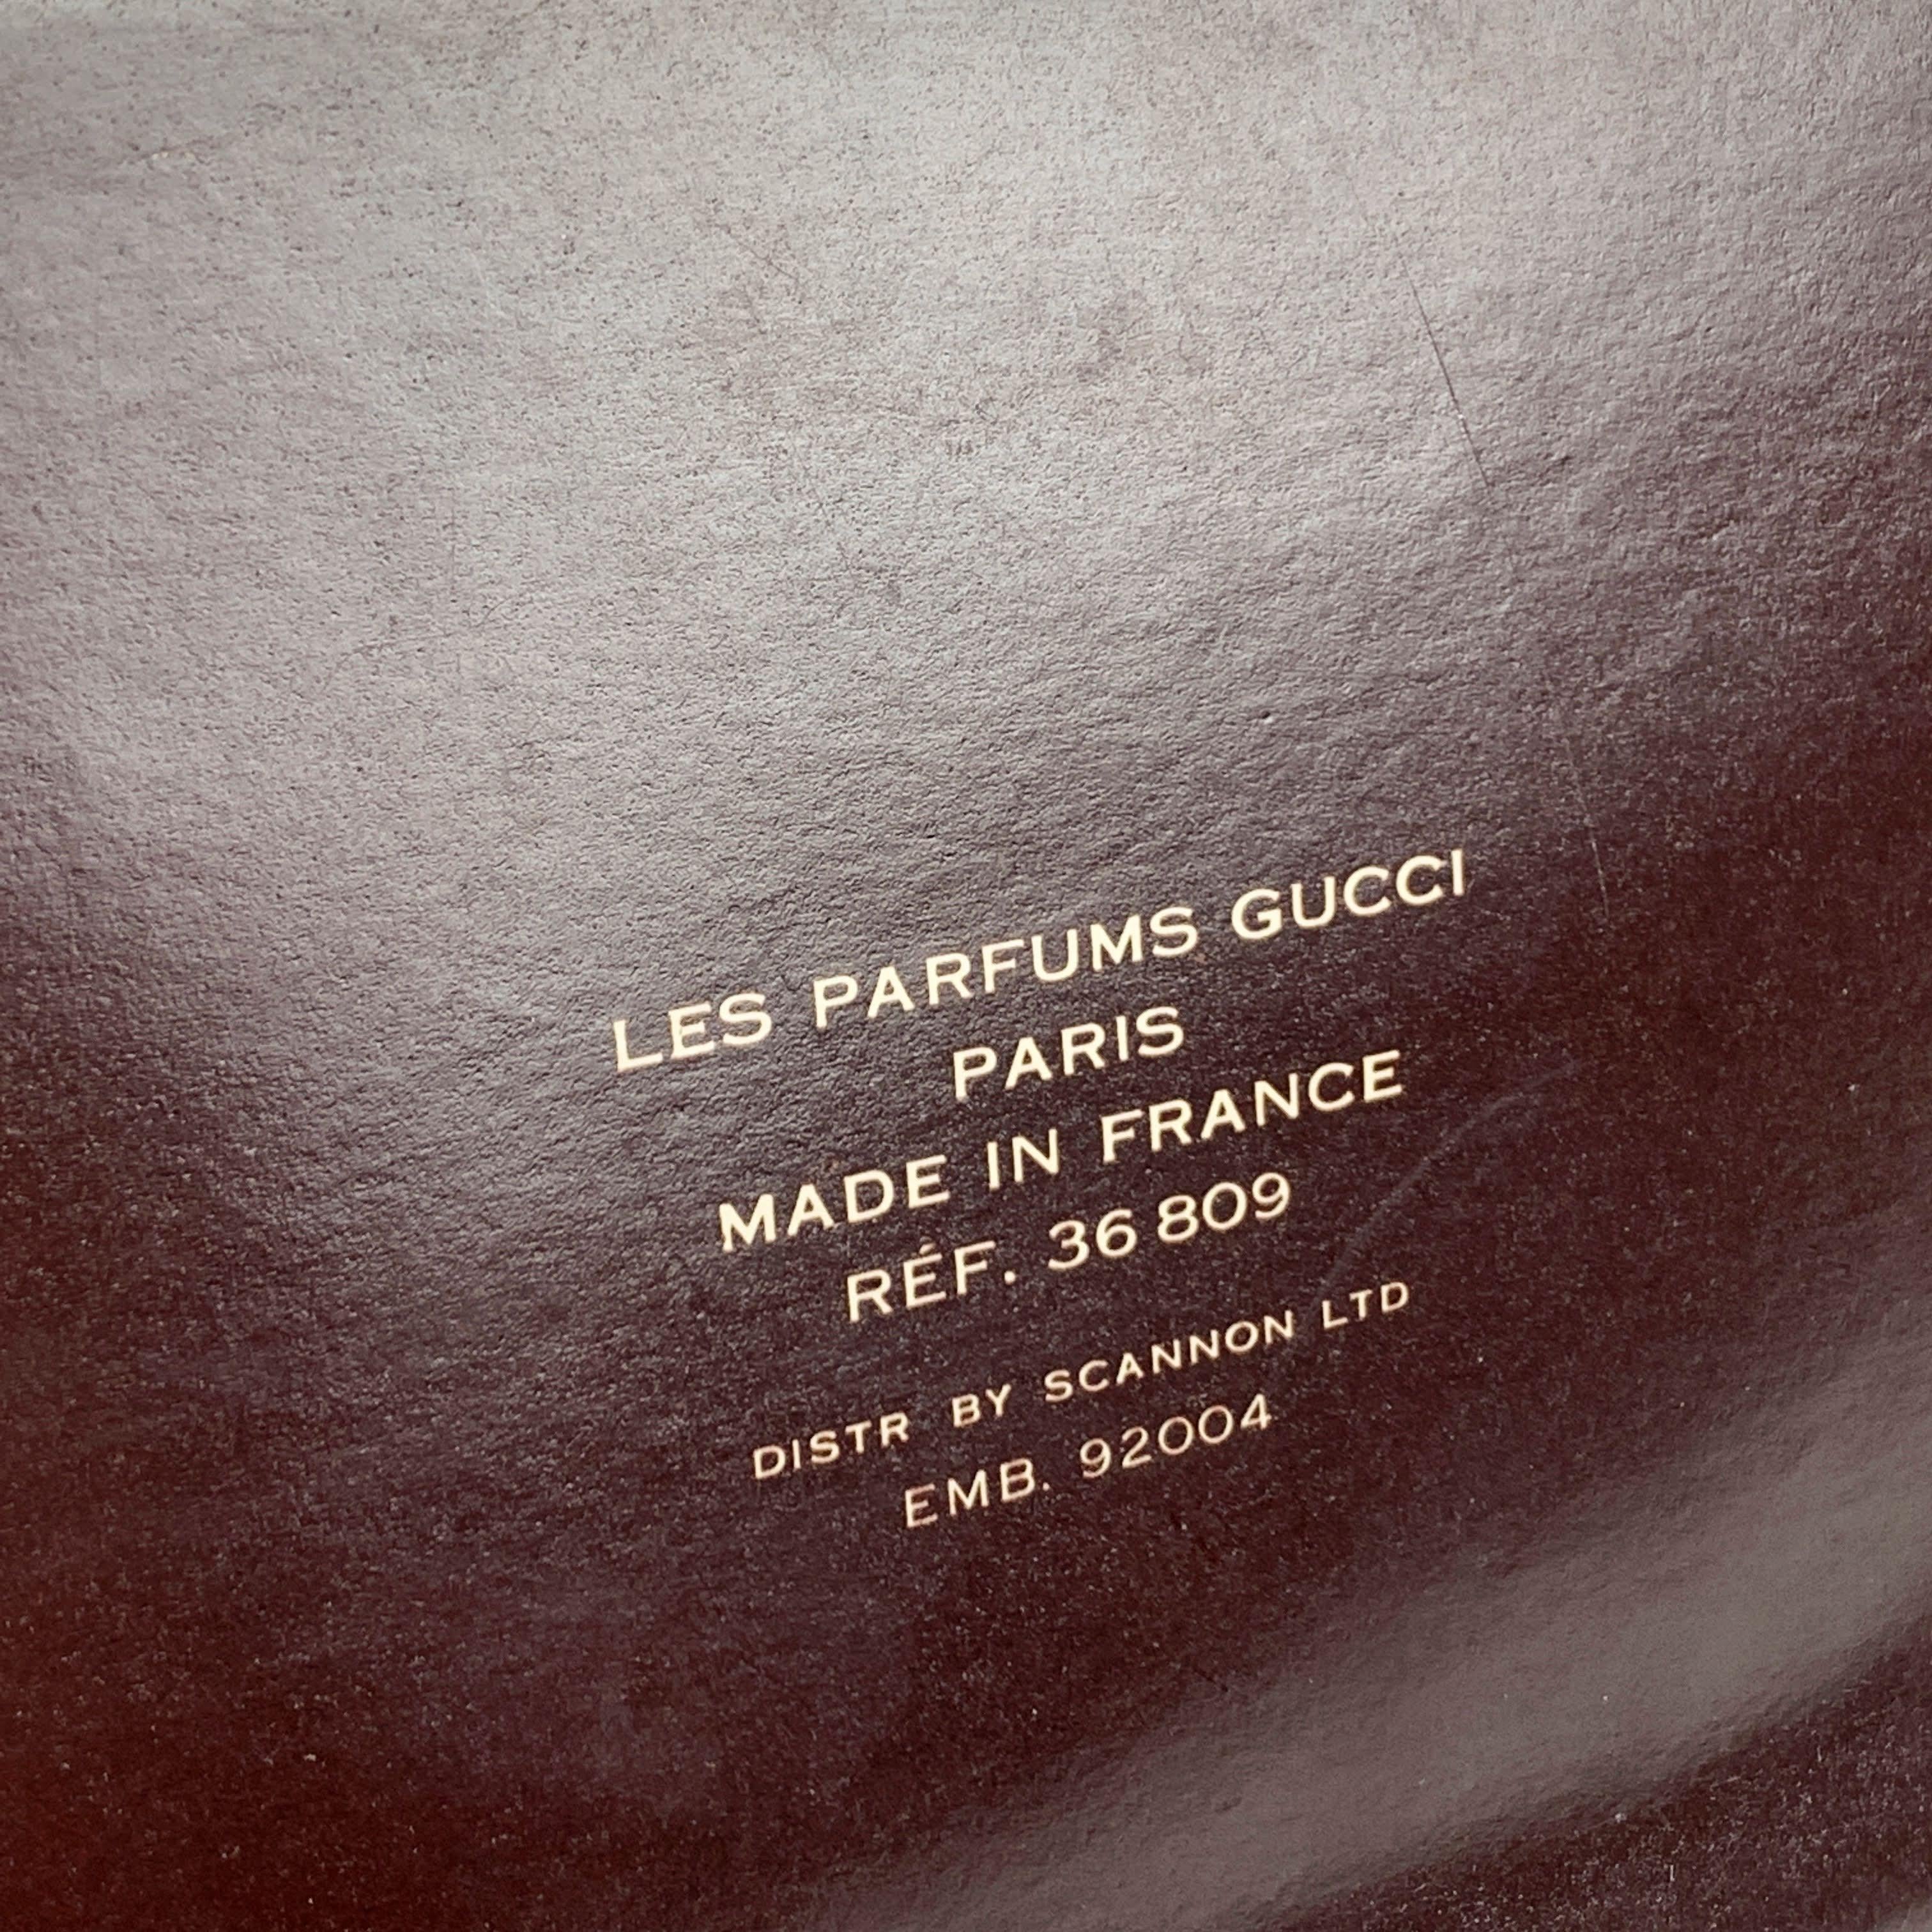 LES PARFUMS GUCCI
PARIS
MADE IN FRANCE
RÉF. 36 809
DISTR BY SCANNON LTD
EMB. 92004